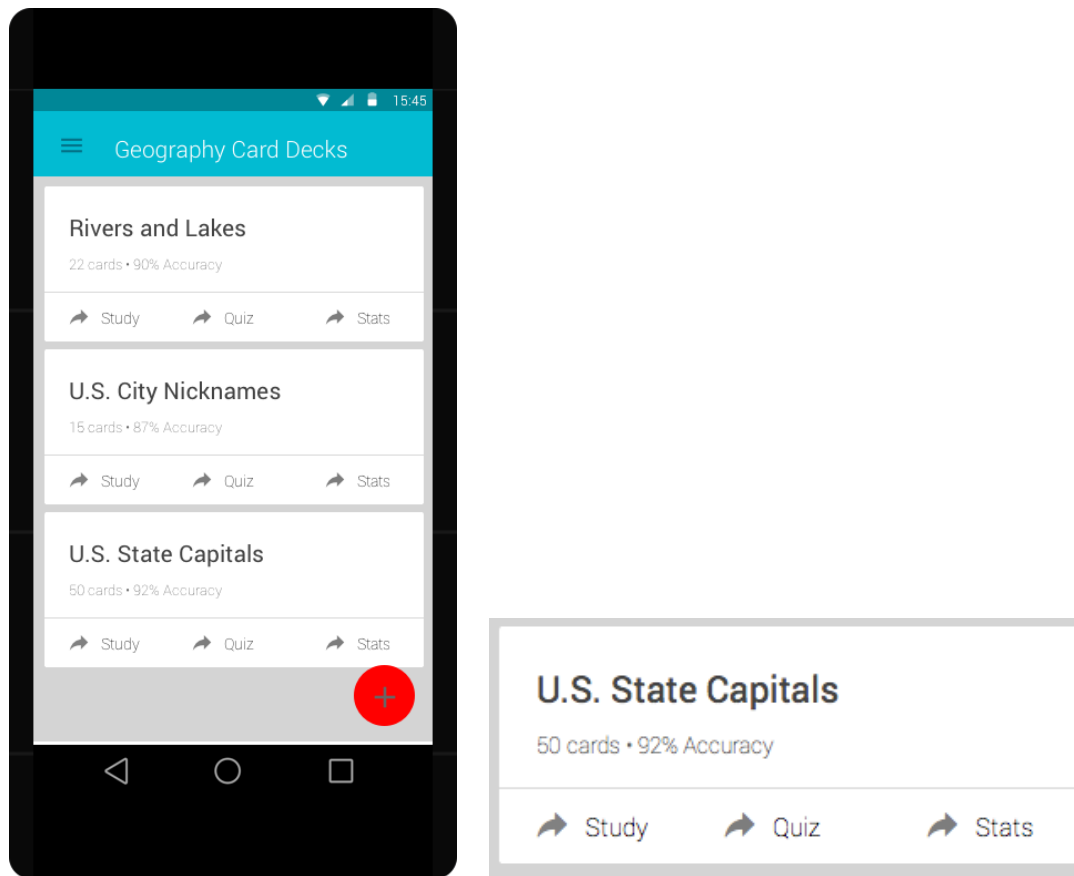 15:45
Geography Card Decks
Rivers and Lakes
22 cards • 90% Accuracy
Study Quiz Stats
U.S. City Nicknames
15 cards • 87% Accuracy
Study Quiz Stats
U.S. State Capitals
50 cards • 92% Accuracy
Study Quiz Stats
+
U.S. State Capitals
50 cards • 92% Accuracy
Study Quiz Stats